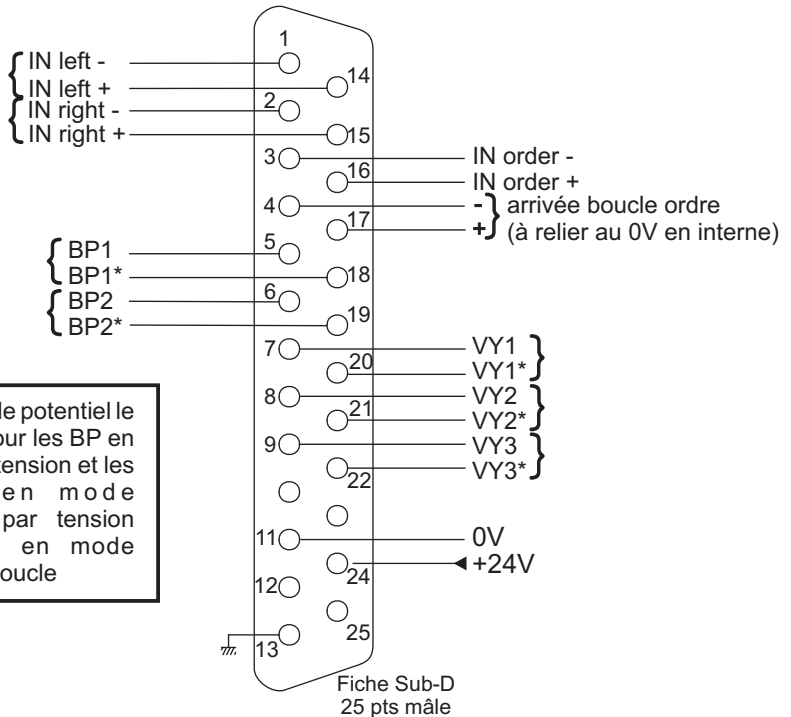 1
IN left -
IN left +
14
2
IN right -
IN right +
15
3
IN order -
16
IN order +
4
- arrivée boucle ordre
17
+ (à relier au 0V en interne)
5
BP1
BP1*
18
6
BP2
BP2*
19
7
VY1
20
VY1*
8
VY2
21
VY2*
9
VY3
VY3*
22
de potentiel le
our les BP en
tension et les
en mode
par tension
en mode
oucle
11
0V
+24V
24
12
25
13
Fiche Sub-D
25 pts mâle